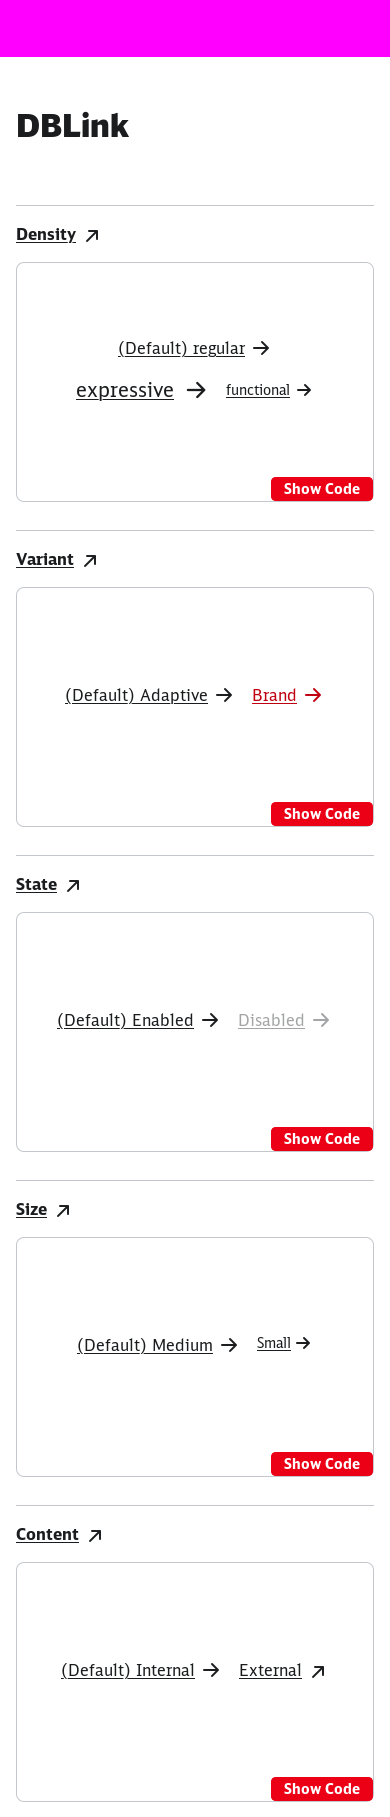 DBLink
Density
(Default) regular
expressive functional
Show Code
Variant
(Default) Adaptive Brand
Show Code
State
(Default) Enabled Disabled
Show Code
Size
(Default) Medium Small
Show Code
Content
(Default) Internal External
Show Code